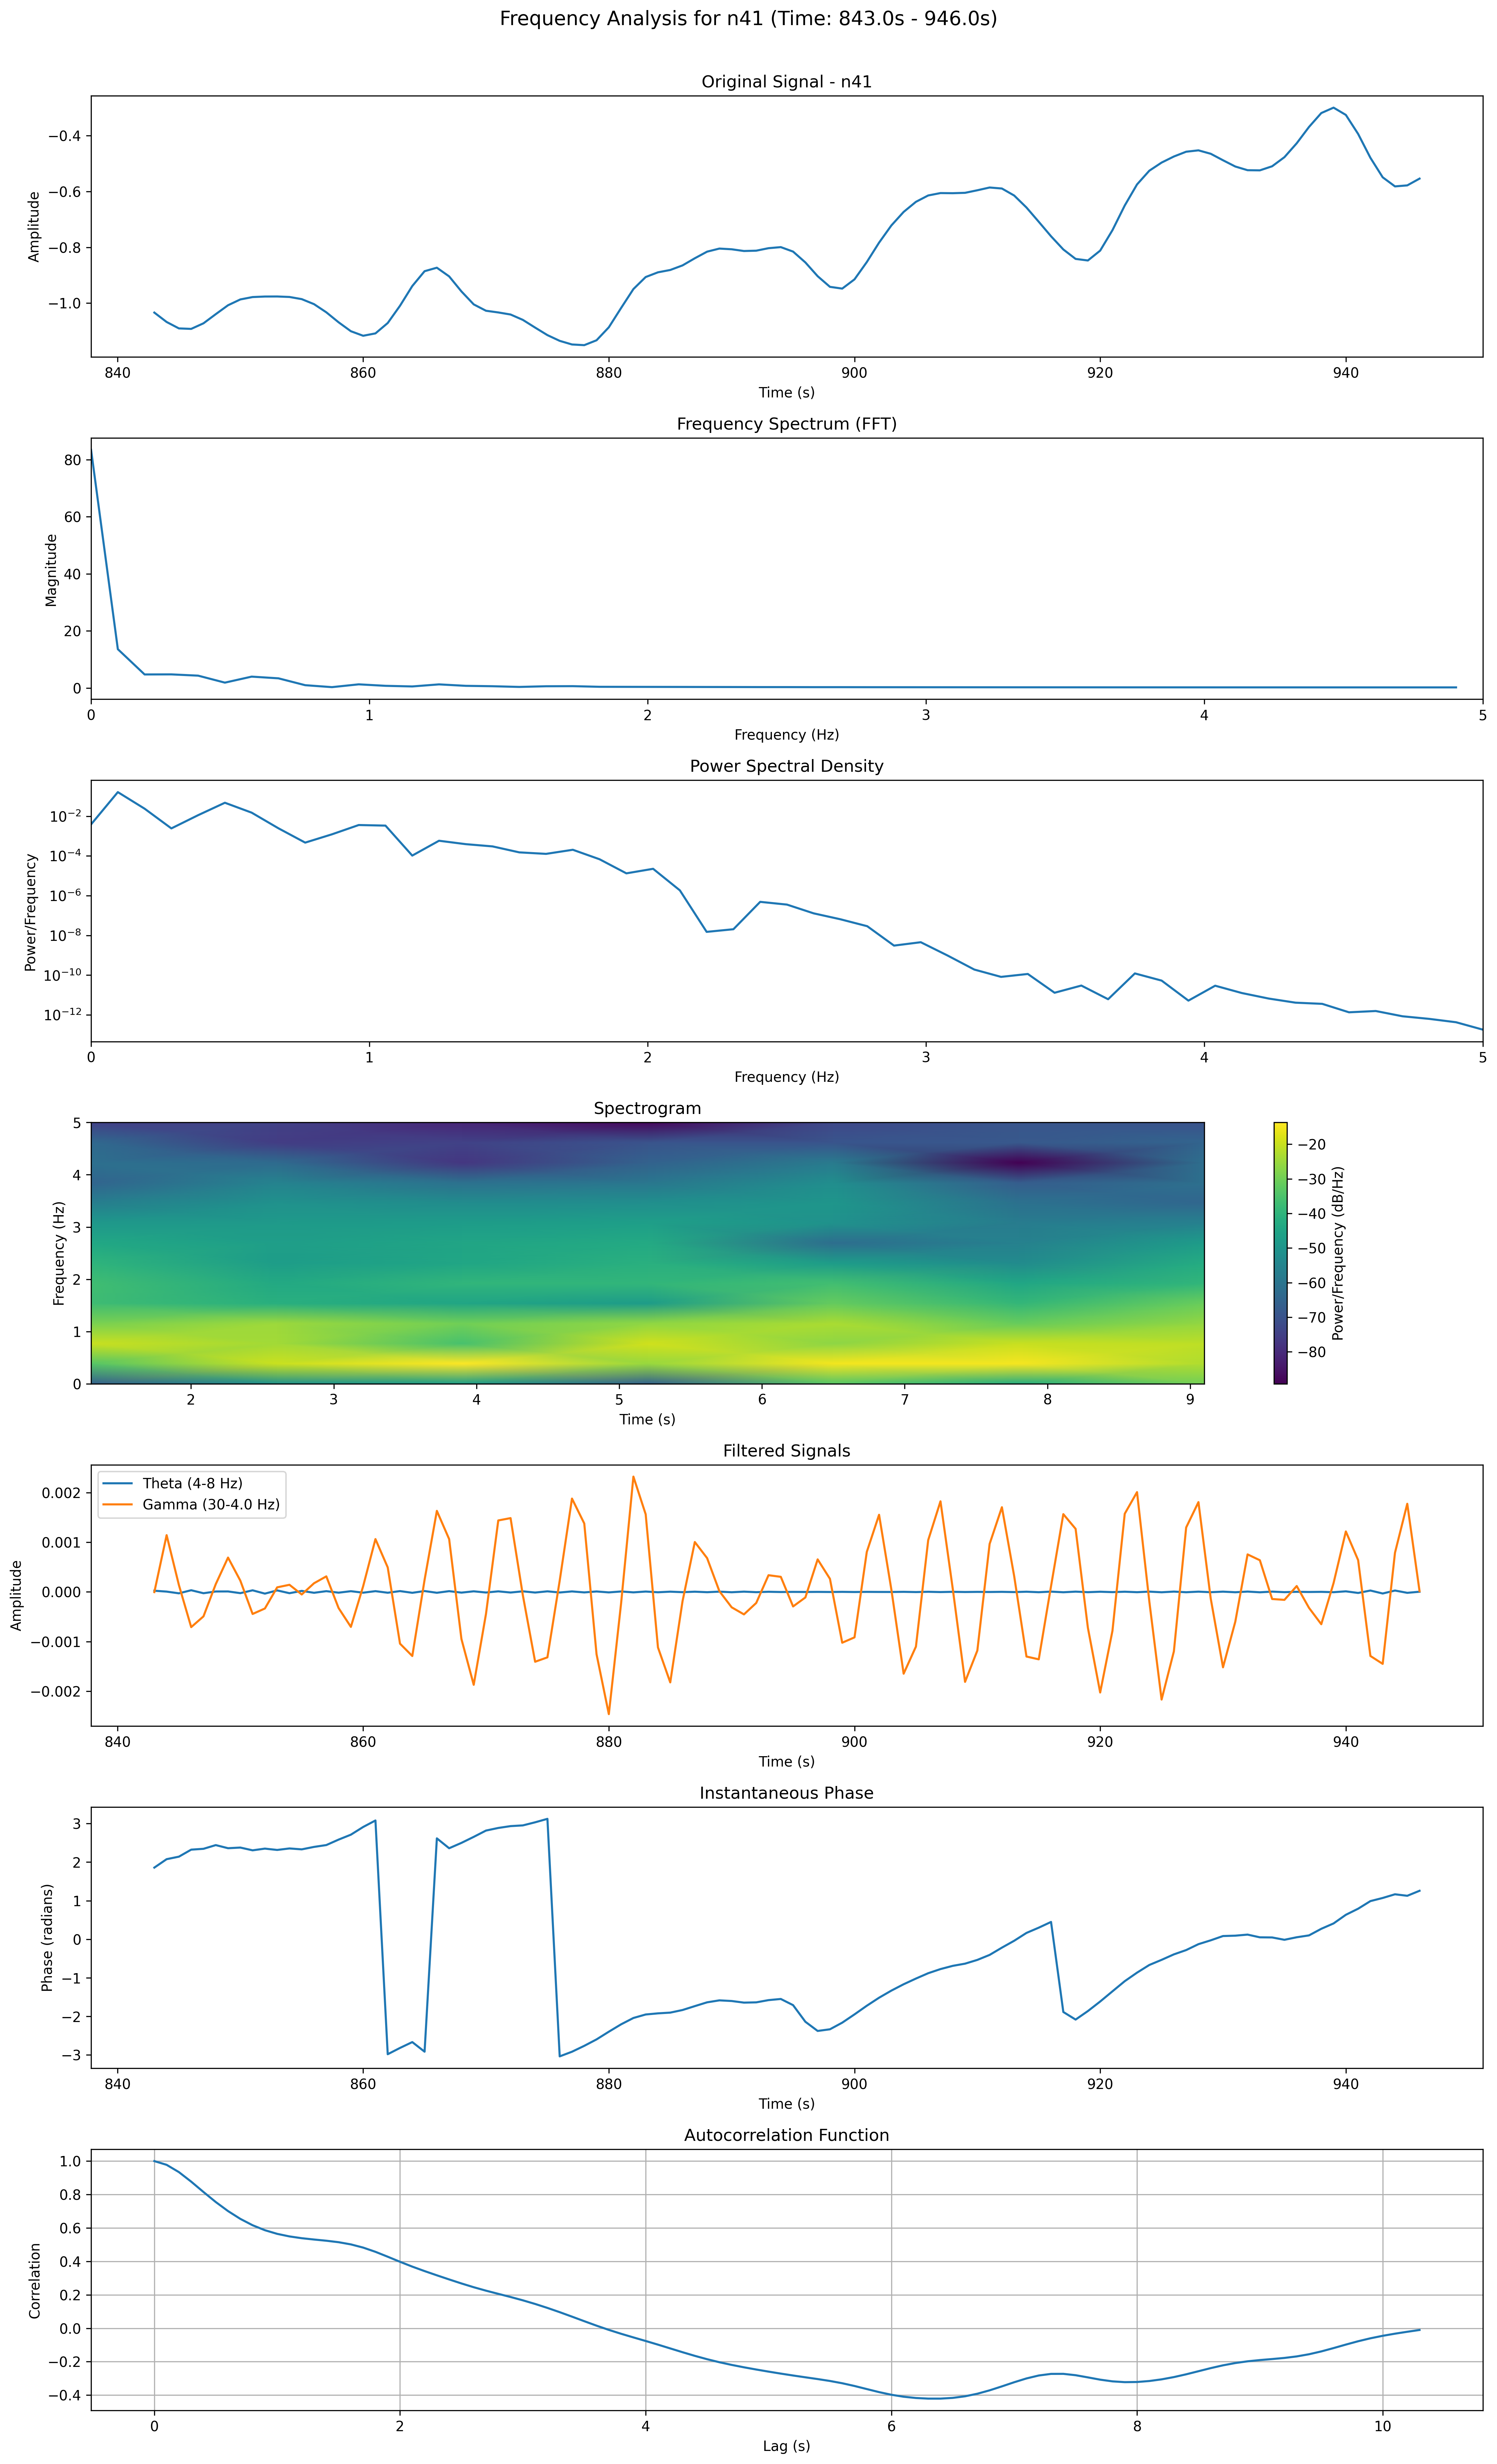 Frequency Analysis for n41 (Time: 843.0s - 946.0s)
Original Signal - n41
−0.4
−0.6
−0.8
−1.0
Amplitude
840 860 880 900 920 940
Time (s)
Frequency Spectrum (FFT)
80
60
40
20
0
Magnitude
0 1 2 3 4 5
Frequency (Hz)
Power Spectral Density
10⁻²
10⁻⁴
10⁻⁶
10⁻⁸
10⁻¹⁰
10⁻¹²
Power/Frequency
0 1 2 3 4 5
Frequency (Hz)
Spectrogram
5
4
3
2
1
0
Frequency (Hz)
2 3 4 5 6 7 8 9
Time (s)
−20
−30
−40
−50
−60
−70
−80
Power/Frequency (dB/Hz)
Filtered Signals
Theta (4-8 Hz)
Gamma (30-4.0 Hz)
0.002
0.001
0.000
−0.001
−0.002
Amplitude
840 860 880 900 920 940
Time (s)
Instantaneous Phase
3
2
1
0
−1
−2
−3
Phase (radians)
840 860 880 900 920 940
Time (s)
Autocorrelation Function
1.0
0.8
0.6
0.4
0.2
0.0
−0.2
−0.4
Correlation
0 2 4 6 8 10
Lag (s)